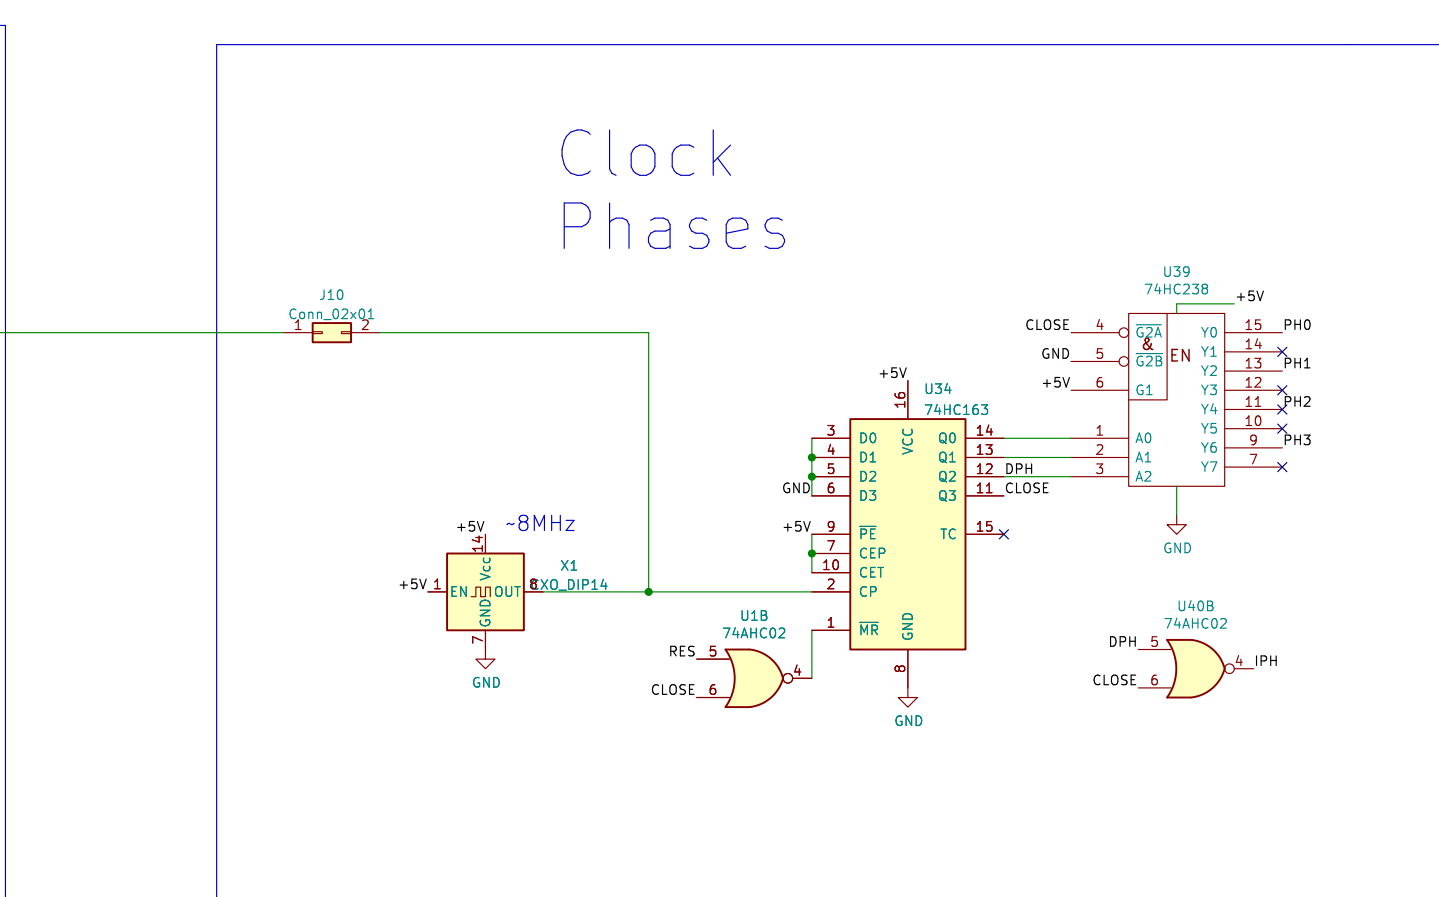 Clock
Phases
J10
Conn_02x01
1
2
~8MHz
+5V
14
Vcc
X1
CXO_DIP14
+5V
1
EN
OUT
8
GND
7
GND
+5V
16
U34
74HC163
VCC
3
D0
Q0
14
4
D1
Q1
13
5
D2
Q2
12
DPH
GND
6
D3
Q3
11
CLOSE
+5V
9
PE
TC
15
7
CEP
10
CET
2
CP
1
MR
GND
8
GND
U1B
74AHC02
RES
5
4
CLOSE
6
U39
74HC238
+5V
CLOSE
4
G2A
Y0
15
PH0
&
EN
Y1
14
GND
5
G2B
Y2
13
PH1
+5V
6
G1
Y3
12
Y4
11
PH2
Y5
10
1
A0
Y6
9
PH3
2
A1
Y7
7
3
A2
GND
U40B
74AHC02
DPH
5
4
IPH
CLOSE
6